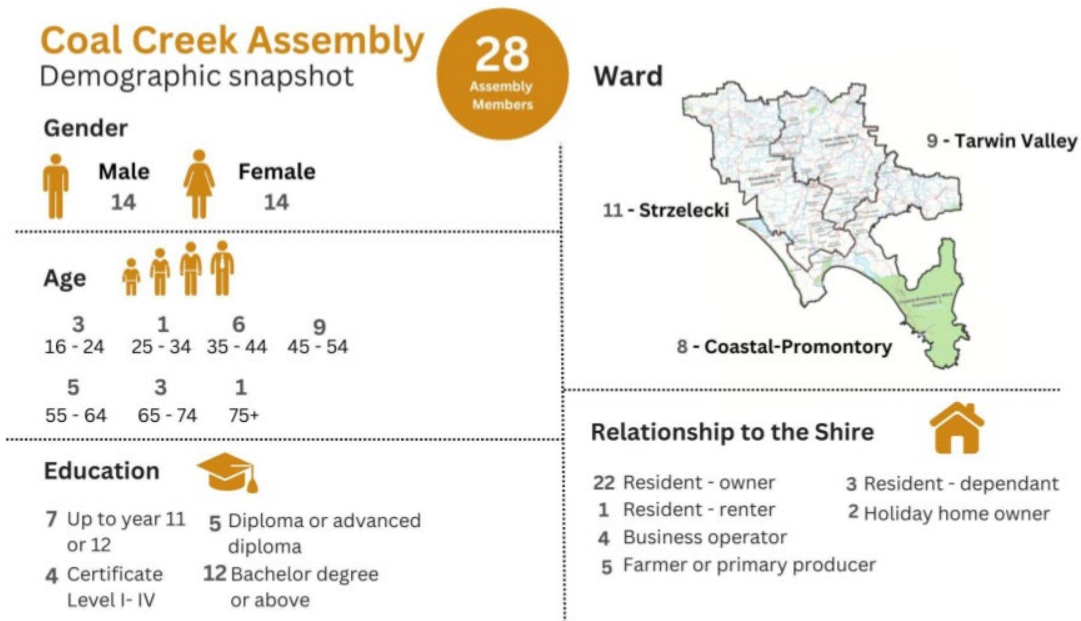 Coal Creek Assembly
Demographic snapshot
28
Assembly
Members
Gender
Male
14
Female
14
Age
3
16 - 24
1
25 - 34
6
35 - 44
9
45 - 54
5
55 - 64
3
65 - 74
1
75+
Education
7 Up to year 11
or 12
4 Certificate
Level I- IV
5 Diploma or advanced
diploma
12 Bachelor degree
or above
Ward
9 - Tarwin Valley
11 - Strzelecki
8 - Coastal-Promontory
Relationship to the Shire
22 Resident - owner
1 Resident - renter
4 Business operator
5 Farmer or primary producer
3 Resident - dependant
2 Holiday home owner